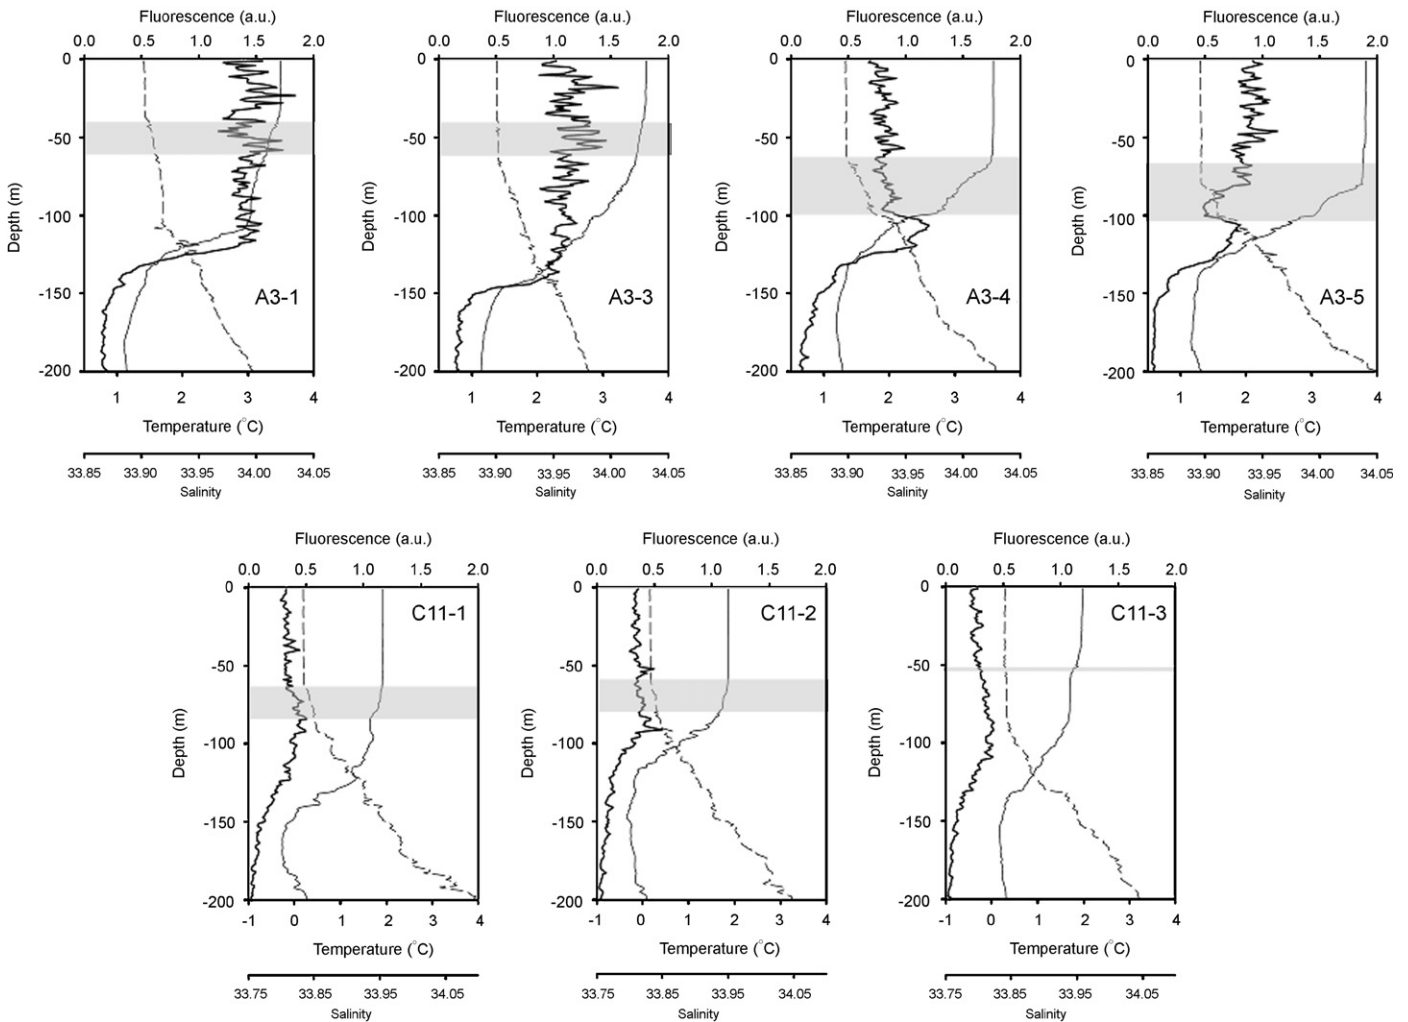 Fluorescence (a.u.) Fluorescence (a.u.) Fluorescence (a.u.) Fluorescence (a.u.)
0.0 0.5 1.0 1.5 2.0 0.0 0.5 1.0 1.5 2.0 0.0 0.5 1.0 1.5 2.0 0.0 0.5 1.0 1.5 2.0
0 0 0 0
-50 -50 -50 -50
Depth (m) Depth (m) Depth (m) Depth (m)
-100 -100 -100 -100
-150 -150 -150 -150
A3-1 A3-3 A3-4 A3-5
-200 -200 -200 -200
1 2 3 4 1 2 3 4 1 2 3 4 1 2 3 4
Temperature (°C) Temperature (°C) Temperature (°C) Temperature (°C)
33.85 33.90 33.95 34.00 34.05 33.85 33.90 33.95 34.00 34.05 33.85 33.90 33.95 34.00 34.05 33.85 33.90 33.95 34.00 34.05
Salinity Salinity Salinity Salinity
Fluorescence (a.u.) Fluorescence (a.u.) Fluorescence (a.u.)
0.0 0.5 1.0 1.5 2.0 0.0 0.5 1.0 1.5 2.0 0.0 0.5 1.0 1.5 2.0
0 0 0
C11-1 C11-2 C11-3
-50 -50 -50
Depth (m) Depth (m) Depth (m)
-100 -100 -100
-150 -150 -150
-200 -200 -200
-1 0 1 2 3 4 -1 0 1 2 3 4 -1 0 1 2 3 4
Temperature (°C) Temperature (°C) Temperature (°C)
33.75 33.85 33.95 34.05 33.75 33.85 33.95 34.05 33.75 33.85 33.95 34.05
Salinity Salinity Salinity